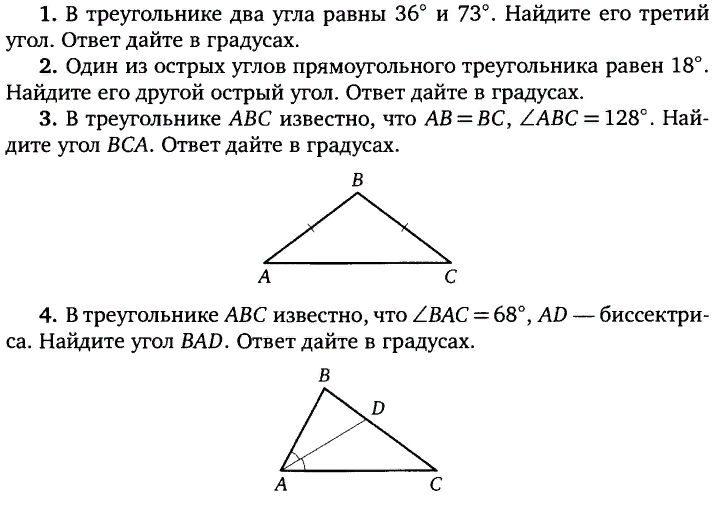 1. В треугольнике два угла равны 36° и 73°. Найдите его третий
угол. Ответ дайте в градусах.
2. Один из острых углов прямоугольного треугольника равен 18°.
Найдите его другой острый угол. Ответ дайте в градусах.
3. В треугольнике ABC известно, что AB = BC, ∠ABC = 128°. Най-
дите угол BCA. Ответ дайте в градусах.
B
A C
4. В треугольнике ABC известно, что ∠BAC = 68°, AD — биссектри-
са. Найдите угол BAD. Ответ дайте в градусах.
B
D
A C